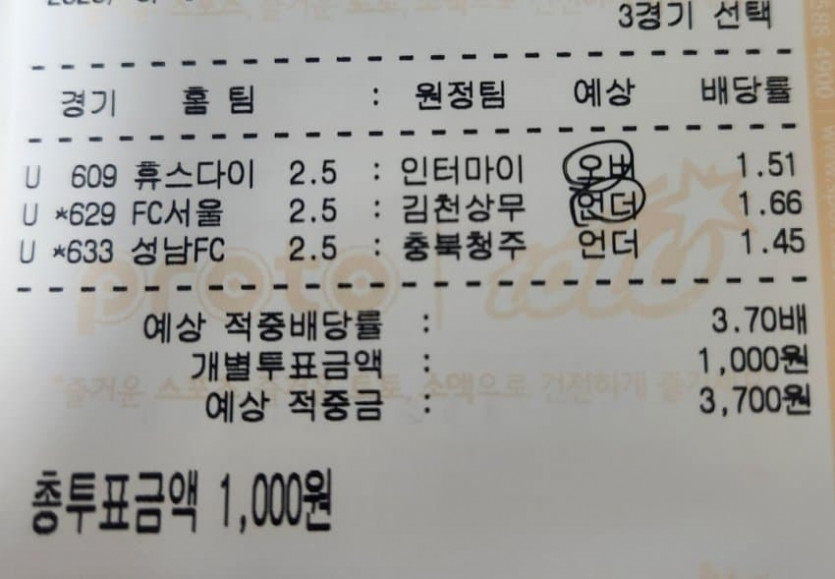 3경기 선택
경기 홈 팀 : 원정팀 예상 배당률
U 609 휴스다이 2.5 : 인터마이 오버 1.51
U *629 FC서울 2.5 : 김천상무 언더 1.66
U *633 성남FC 2.5 : 충북청주 언더 1.45
proto
예상 적중배당률 : 3.70배
개별투표금액 : 1,000원
예상 적중금 : 3,700원
총투표금액 1,000원